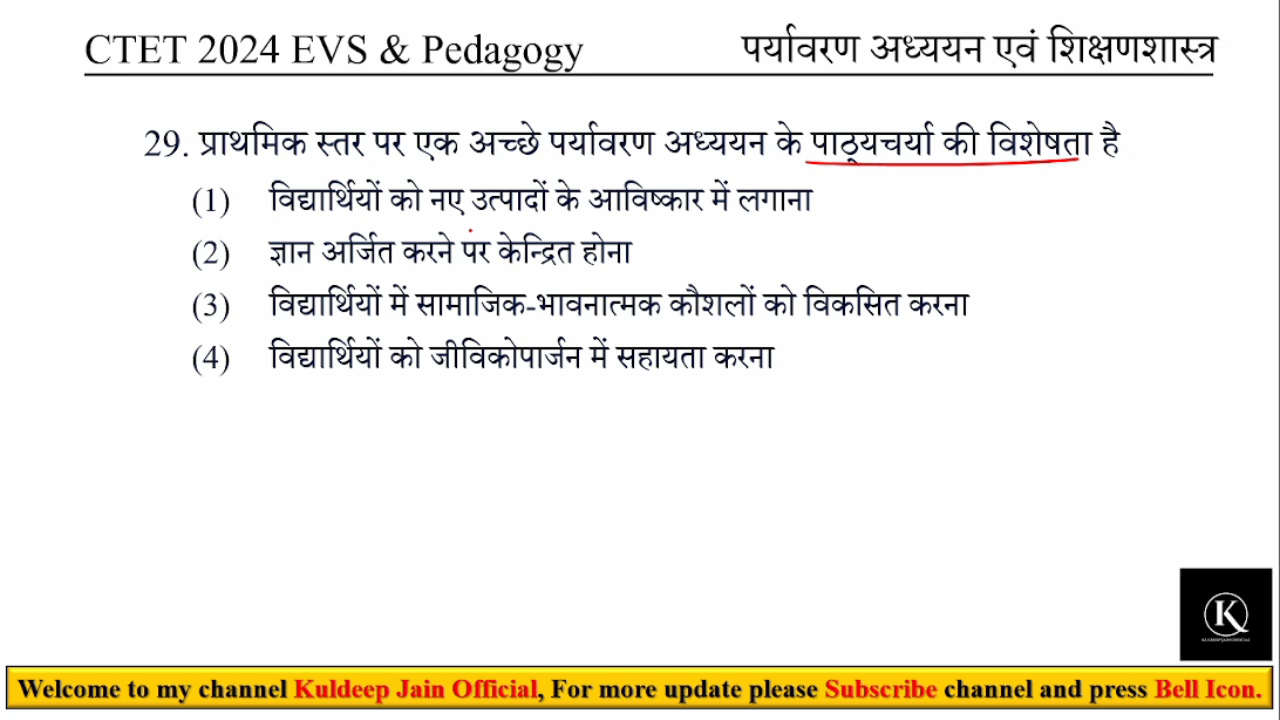 CTET 2024 EVS & Pedagogy पर्यावरण अध्ययन एवं शिक्षणशास्त्र
29. प्राथमिक स्तर पर एक अच्छे पर्यावरण अध्ययन के पाठ्यचर्या की विशेषता है
(1) विद्यार्थियों को नए उत्पादों के आविष्कार में लगाना
(2) ज्ञान अर्जित करने पर केन्द्रित होना
(3) विद्यार्थियों में सामाजिक-भावनात्मक कौशलों को विकसित करना
(4) विद्यार्थियों को जीविकोपार्जन में सहायता करना
K
KULDEEPJAINOFFICIAL
Welcome to my channel Kuldeep Jain Official, For more update please Subscribe channel and press Bell Icon.